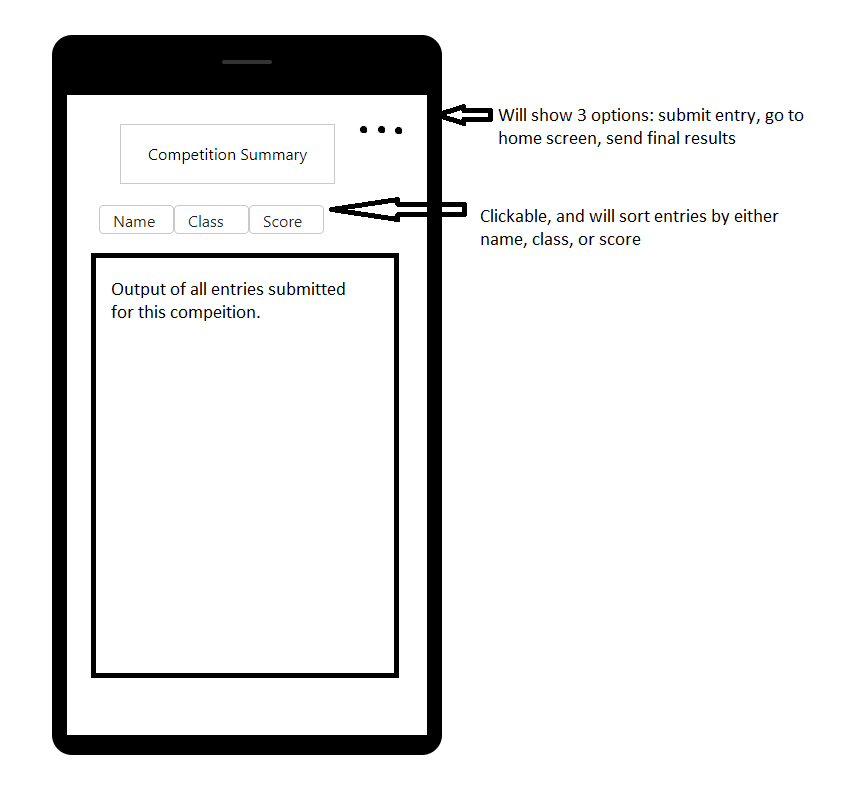 Will show 3 options: submit entry, go to
home screen, send final results
Competition Summary
Name Class Score
Clickable, and will sort entries by either
name, class, or score
Output of all entries submitted
for this compeition.